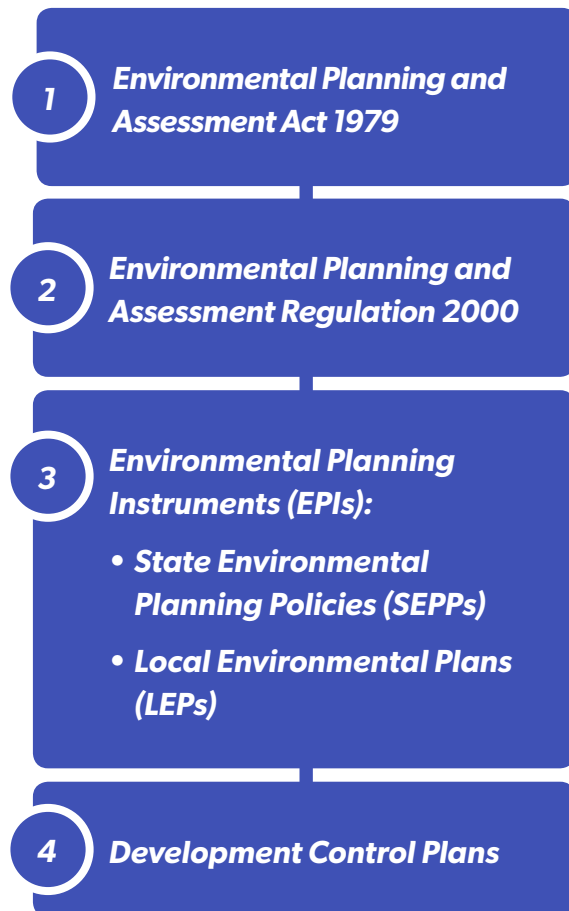 1
Environmental Planning and
Assessment Act 1979
2
Environmental Planning and
Assessment Regulation 2000
3
Environmental Planning
Instruments (EPIs):
• State Environmental
Planning Policies (SEPPs)
• Local Environmental Plans
(LEPs)
4
Development Control Plans